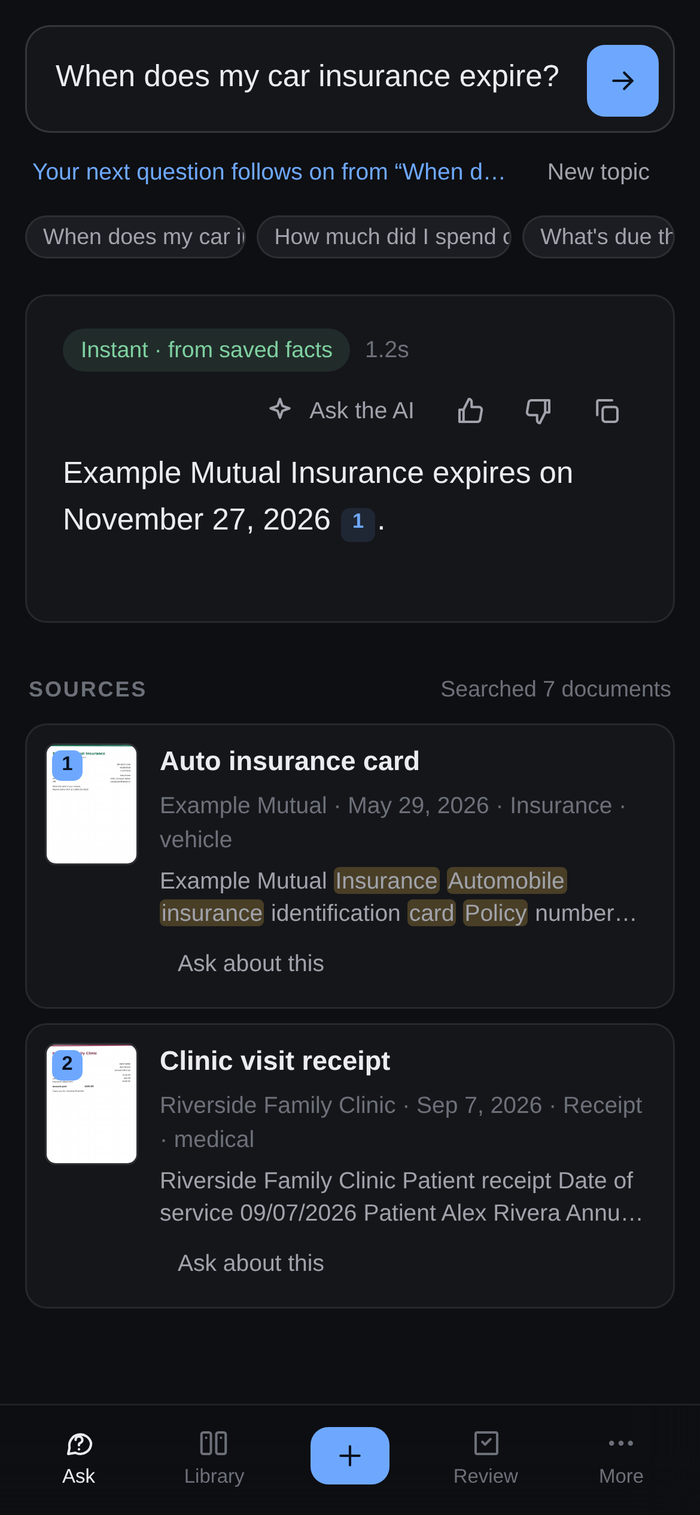 When does my car insurance expire?
Your next question follows on from “When d…
New topic
When does my car
How much did I spend
What's due
Instant · from saved facts
1.2s
Ask the AI
Example Mutual Insurance expires on
November 27, 2026 1.
SOURCES
Searched 7 documents
1
Auto insurance card
Example Mutual · May 29, 2026 · Insurance ·
vehicle
Example Mutual Insurance Automobile
insurance identification card Policy number…
Ask about this
2
Clinic visit receipt
Riverside Family Clinic · Sep 7, 2026 · Receipt
· medical
Riverside Family Clinic Patient receipt Date of
service 09/07/2026 Patient Alex Rivera Annu…
Ask about this
Ask
Library
Review
More